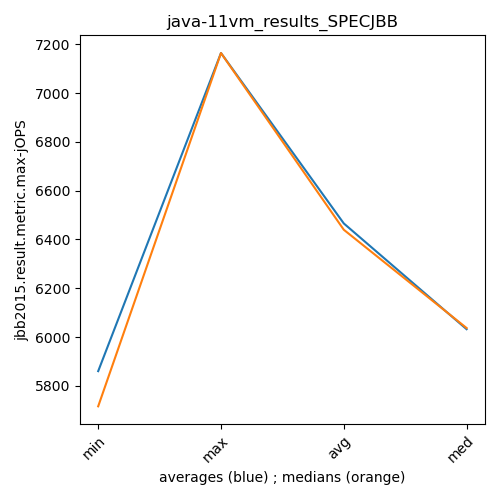 java-11vm_results_SPECJBB
jbb2015.result.metric.max-jOPS
7200
7000
6800
6600
6400
6200
6000
5800
min
max
avg
med
averages (blue) ; medians (orange)